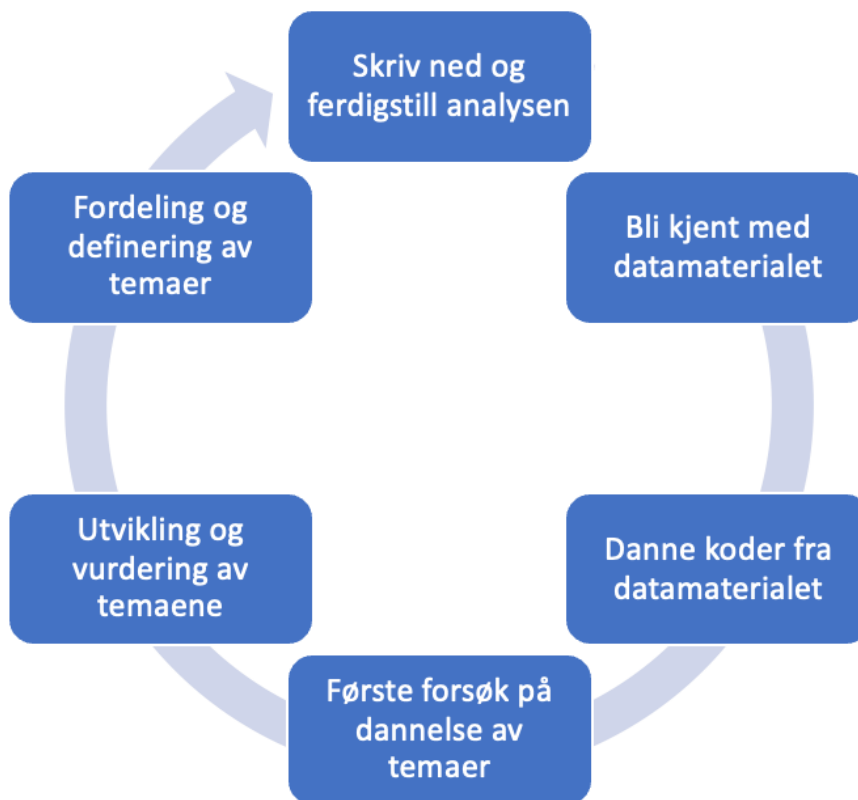 Skriv ned og
ferdigstill analysen
Bli kjent med
datamaterialet
Danne koder fra
datamaterialet
Første forsøk på
dannelse av
temaer
Utvikling og
vurdering av
temaene
Fordeling og
definering av
temaer